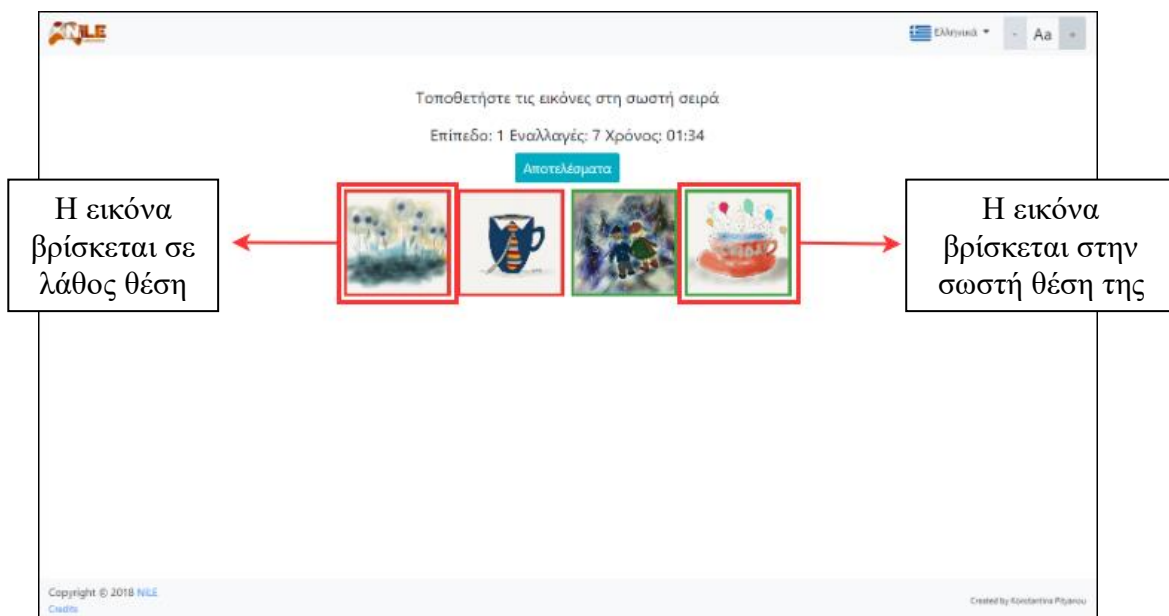 NILE
Ελληνικά
- Aa +
Τοποθετήστε τις εικόνες στη σωστή σειρά
Επίπεδο: 1 Εναλλαγές: 7 Χρόνος: 01:34
Αποτελέσματα
Η εικόνα
βρίσκεται σε
λάθος θέση
Η εικόνα
βρίσκεται στην
σωστή θέση της
Copyright © 2018 NILE
Credits
Created by Konstantina Pityanou